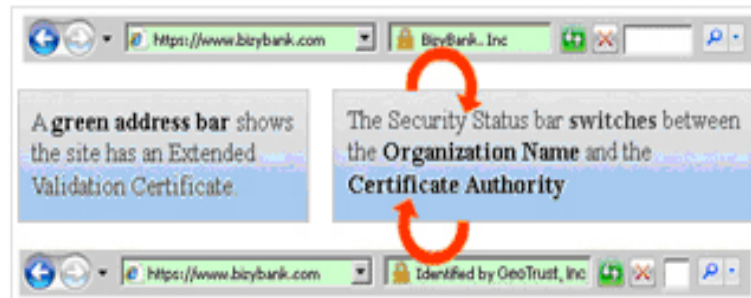 https://www.bizybank.com BizyBank.. Inc
A green address bar shows
the site has an Extended
Validation Certificate.
The Security Status bar switches between
the Organization Name and the
Certificate Authority
https://www.bizybank.com Identified by GeoTrust, Inc